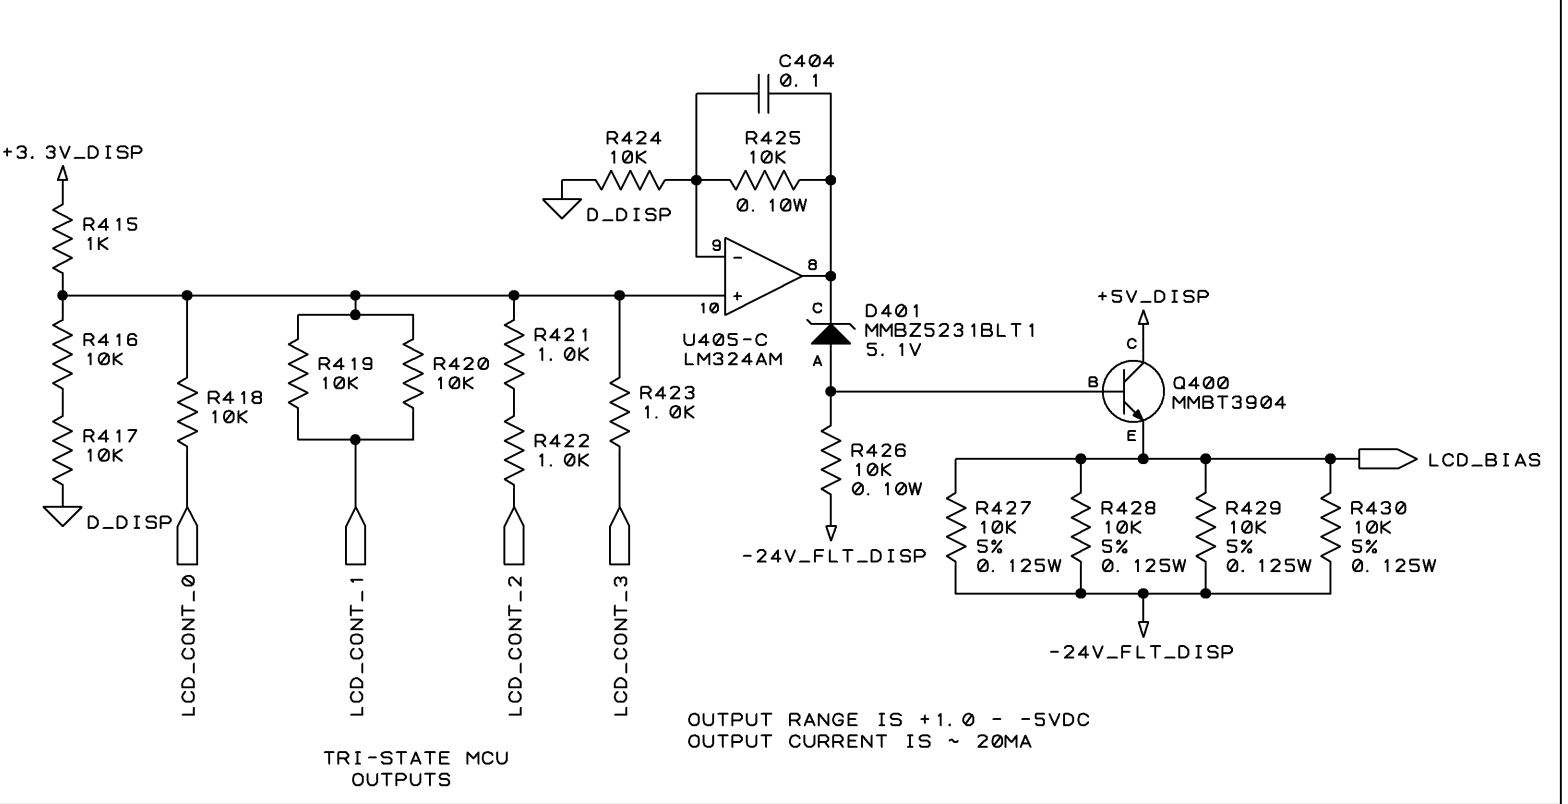 C404
0. 1
R424
10K
R425
10K
0. 10W
D_DISP
+3. 3V_DISP
R415
1K
9
-
8
10
+
U405-C
LM324AM
C
D401
MMBZ5231BLT1
5. 1V
A
+5V_DISP
C
B
Q400
MMBT3904
E
R416
10K
R417
10K
D_DISP
R418
10K
R419
10K
R420
10K
R421
1. 0K
R422
1. 0K
R423
1. 0K
R426
10K
0. 10W
-24V_FLT_DISP
LCD_BIAS
R427
10K
5%
0. 125W
R428
10K
5%
0. 125W
R429
10K
5%
0. 125W
R430
10K
5%
0. 125W
-24V_FLT_DISP
LCD_CONT_0
LCD_CONT_1
LCD_CONT_2
LCD_CONT_3
OUTPUT RANGE IS +1. 0 - -5VDC
OUTPUT CURRENT IS ~ 20MA
TRI-STATE MCU
OUTPUTS